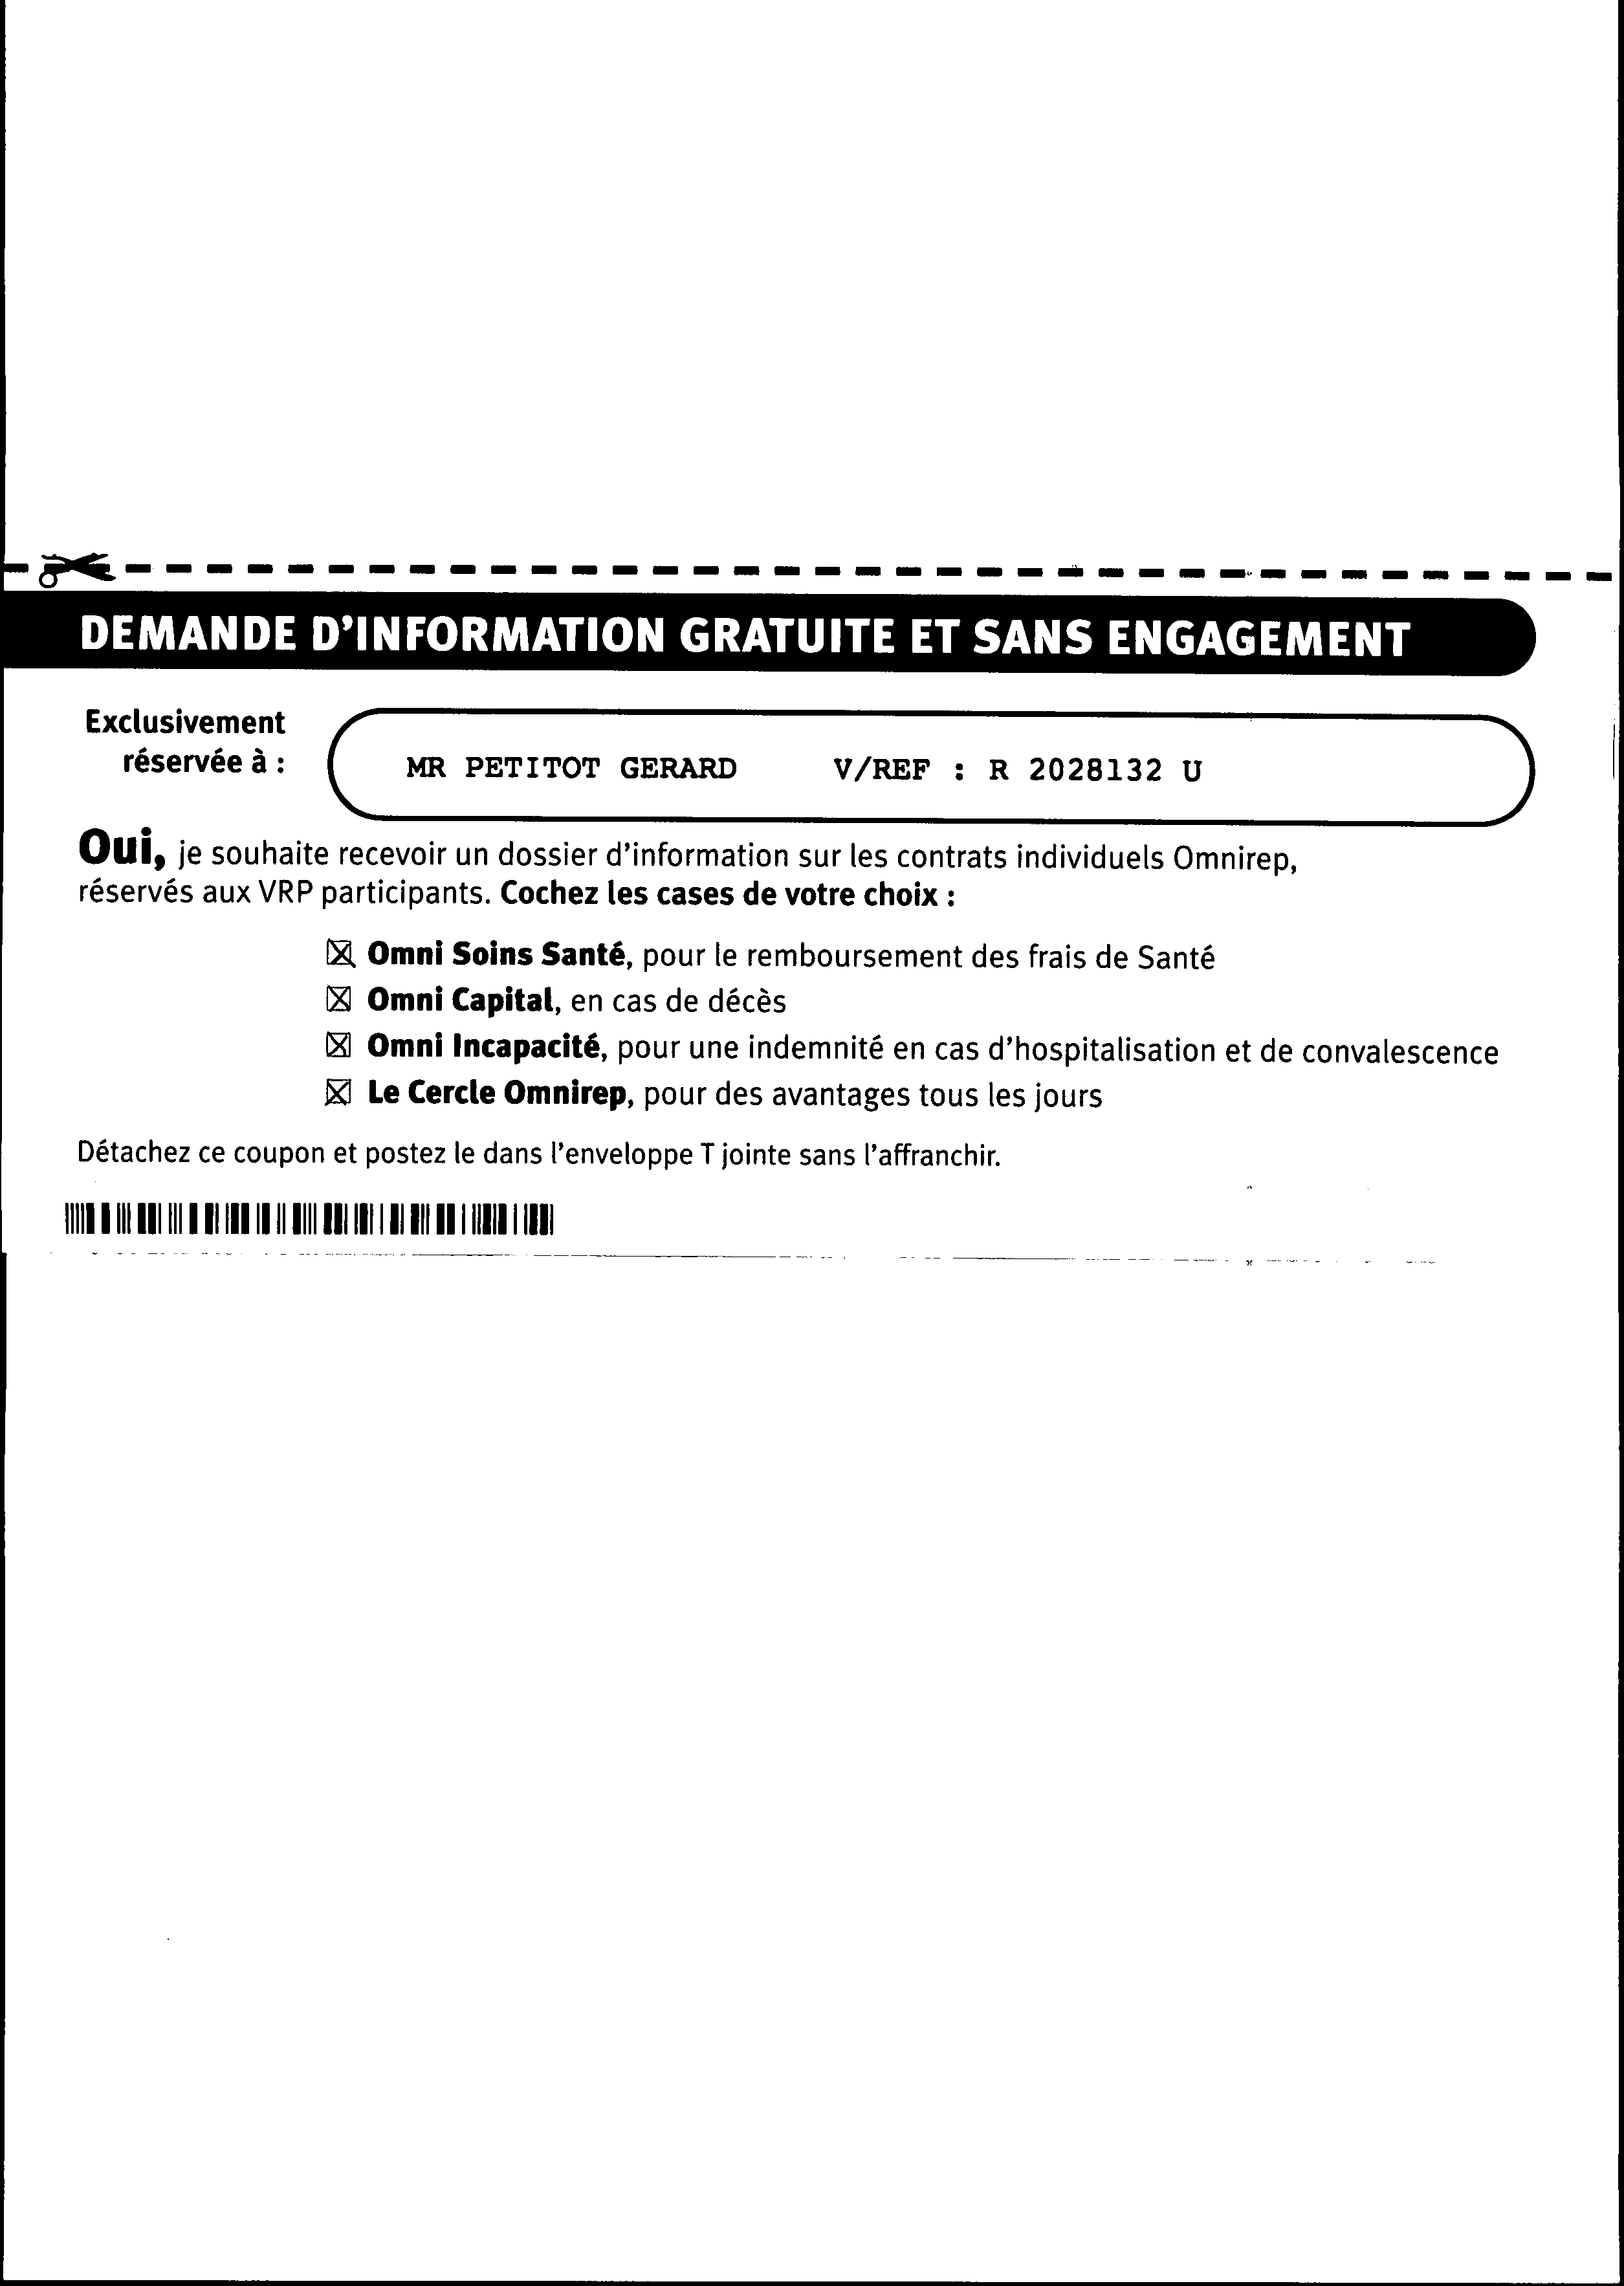 DEMANDE D'INFORMATION GRATUITE ET SANS ENGAGEMENT
Exclusivement
réservée à :
MR PETITOT GERARD V/REF : R 2028132 U
Oui, je souhaite recevoir un dossier d'information sur les contrats individuels Omnirep,
réservés aux VRP participants. Cochez les cases de votre choix :
☒ Omni Soins Santé, pour le remboursement des frais de Santé
☒ Omni Capital, en cas de décès
☒ Omni Incapacité, pour une indemnité en cas d'hospitalisation et de convalescence
☒ Le Cercle Omnirep, pour des avantages tous les jours
Détachez ce coupon et postez le dans l'enveloppe T jointe sans l'affranchir.